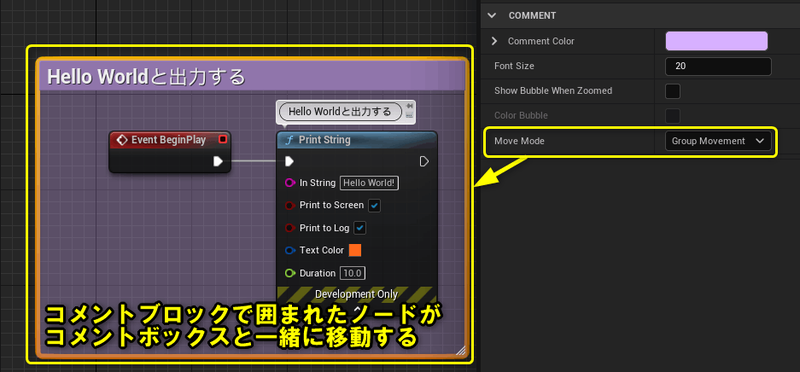 Hello Worldと出力する
Hello Worldと出力する
Event BeginPlay
f Print String
In String Hello World!
Print to Screen
Print to Log
Text Color
Duration 10.0
Development Only
コメントブロックで囲まれたノードが
コメントボックスと一緒に移動する
COMMENT
Comment Color
Font Size 20
Show Bubble When Zoomed
Color Bubble
Move Mode Group Movement